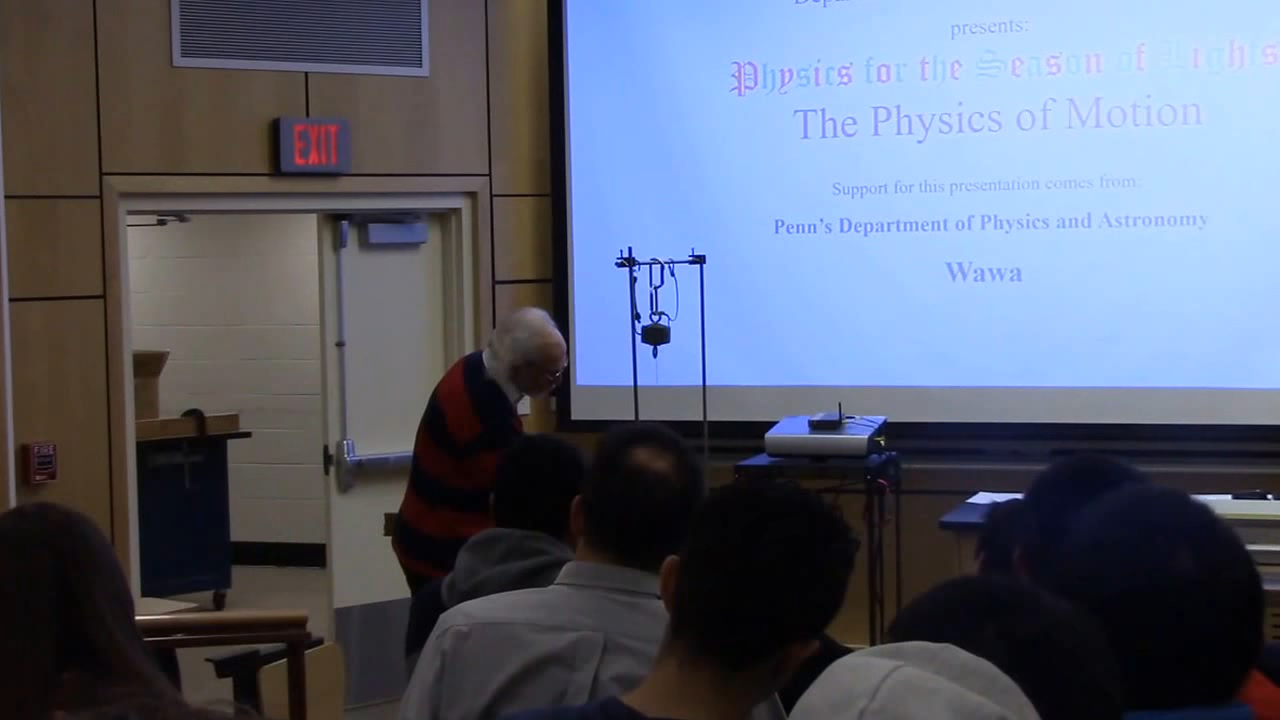 presents:
Physics for the Season of Lights
The Physics of Motion
Support for this presentation comes from:
Penn's Department of Physics and Astronomy
Wawa
EXIT
FIRE